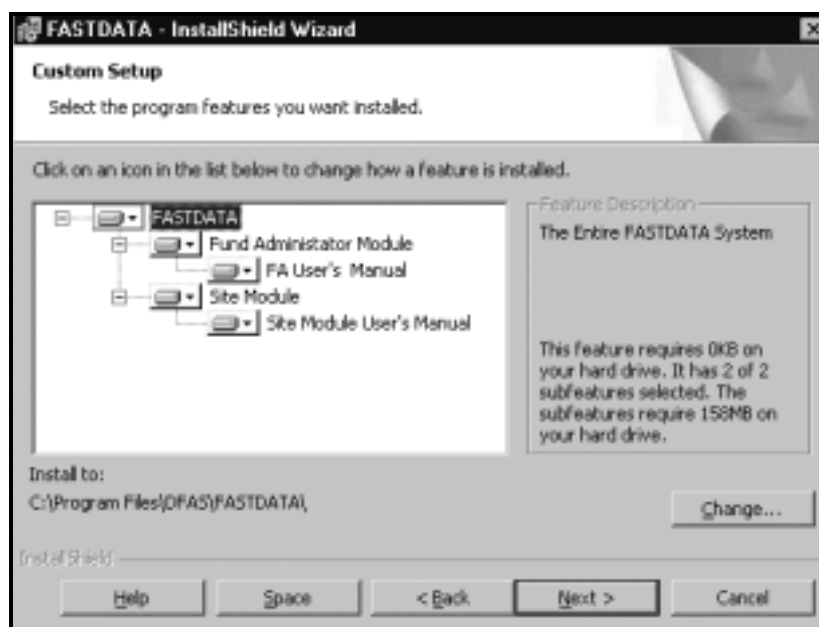 FASTDATA - InstallShield Wizard
Custom Setup
Select the program features you want installed.
Click on an icon in the list below to change how a feature is installed.
FASTDATA
Fund Administator Module
FA User's Manual
Site Module
Site Module User's Manual
Feature Description
The Entire FASTDATA System
This feature requires 0KB on
your hard drive. It has 2 of 2
subfeatures selected. The
subfeatures require 158MB on
your hard drive.
Install to:
C:\Program Files\DFAS\FASTDATA\,
Change...
InstallShield
Help
Space
< Back
Next >
Cancel